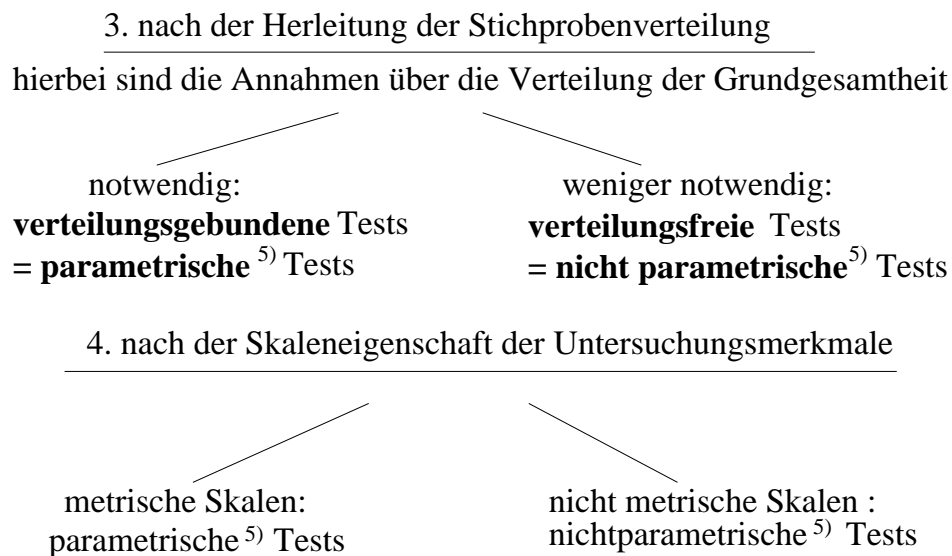 3. nach der Herleitung der Stichprobenverteilung
hierbei sind die Annahmen über die Verteilung der Grundgesamtheit
notwendig:
verteilungsgebundene Tests
= parametrische 5) Tests
weniger notwendig:
verteilungsfreie Tests
= nicht parametrische5) Tests
4. nach der Skaleneigenschaft der Untersuchungsmerkmale
metrische Skalen:
parametrische 5) Tests
nicht metrische Skalen :
nichtparametrische 5) Tests